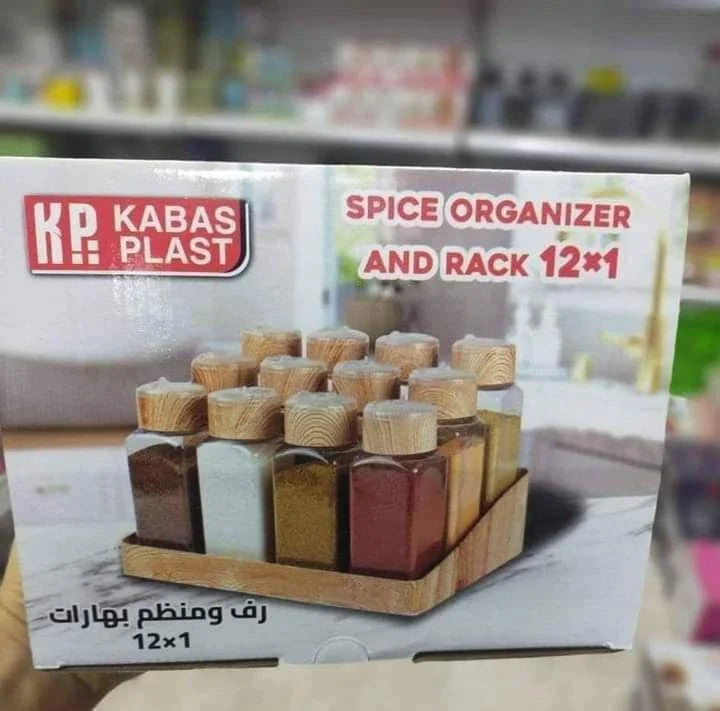 KP.
KABAS
PLAST
SPICE ORGANIZER
AND RACK 12×1
رف ومنظم بهارات
12×1